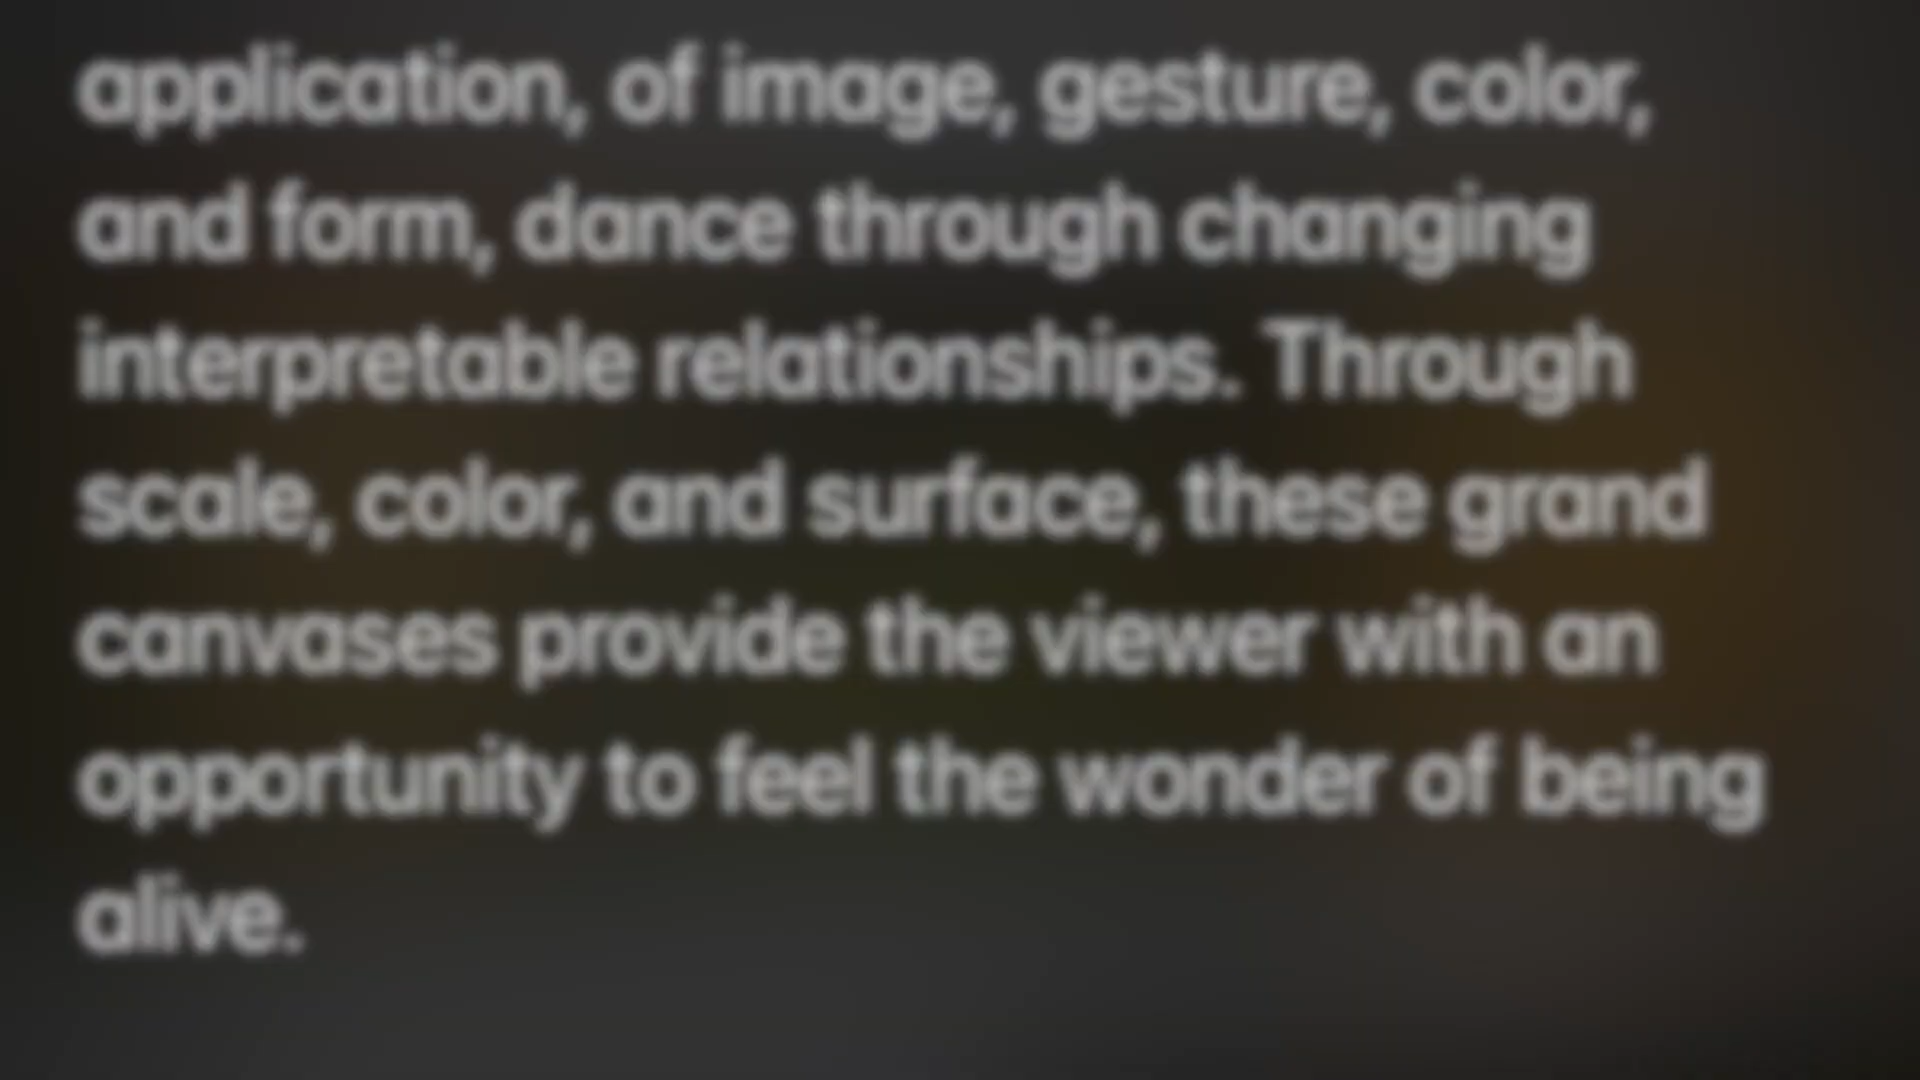 application, of image, gesture, color,
and form, dance through changing
interpretable relationships. Through
scale, color, and surface, these grand
canvases provide the viewer with an
opportunity to feel the wonder of being
alive.